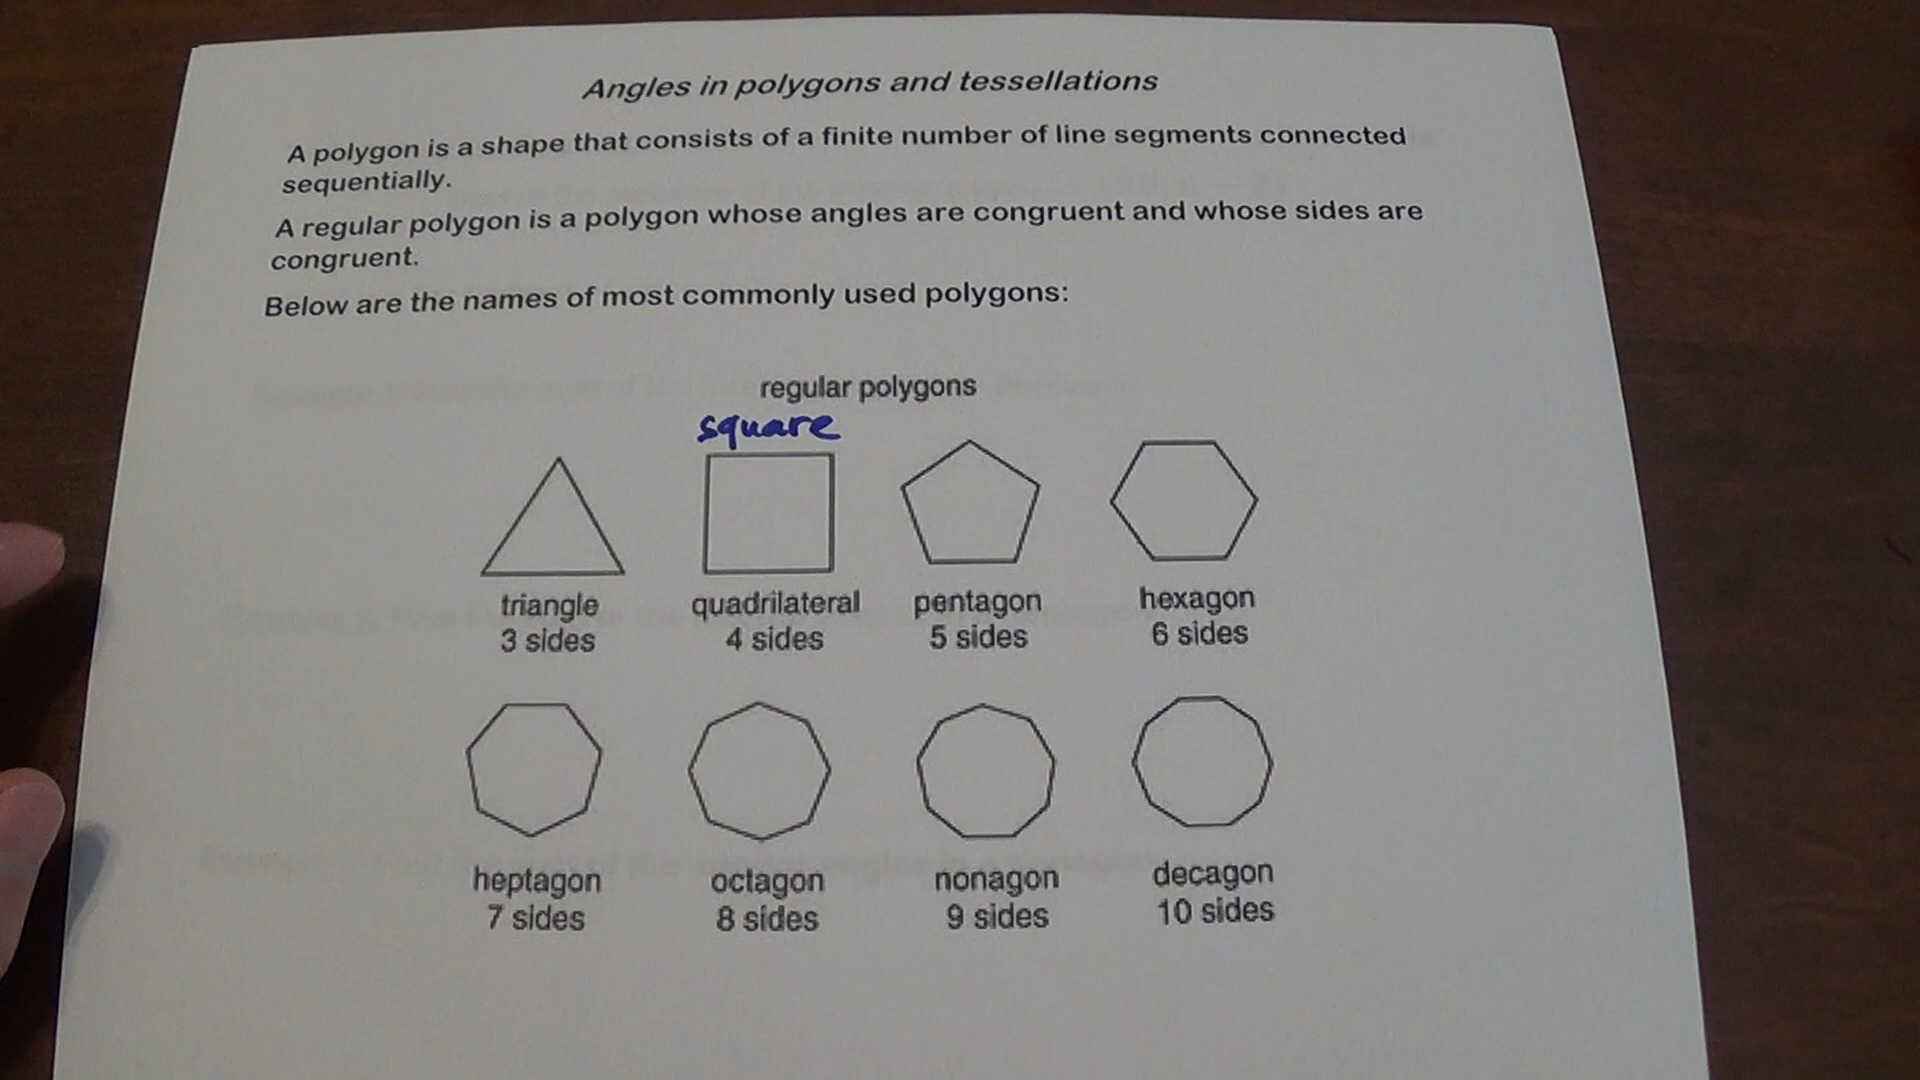 Angles in polygons and tessellations
A polygon is a shape that consists of a finite number of line segments connected
sequentially.
A regular polygon is a polygon whose angles are congruent and whose sides are
congruent.
Below are the names of most commonly used polygons:
regular polygons
square
triangle quadrilateral pentagon hexagon
3 sides 4 sides 5 sides 6 sides
heptagon octagon nonagon decagon
7 sides 8 sides 9 sides 10 sides